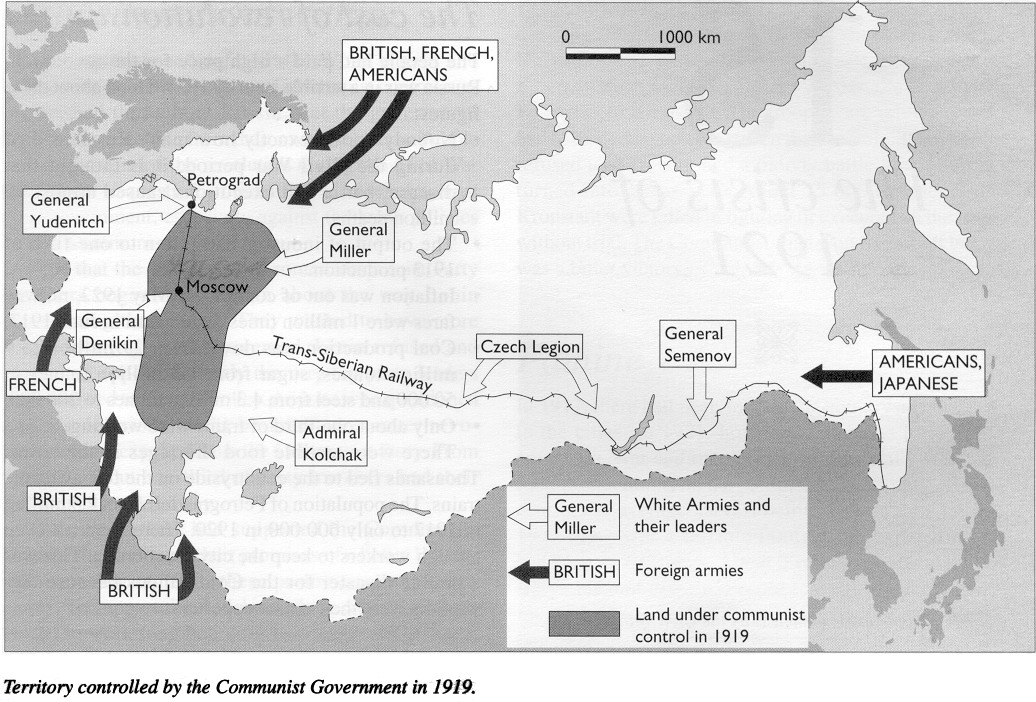 BRITISH, FRENCH,
AMERICANS
0 1000 km
Petrograd
General
Yudenitch
General
Miller
Moscow
General
Denikin
Trans-Siberian Railway
Czech Legion
General
Semenov
AMERICANS,
JAPANESE
FRENCH
Admiral
Kolchak
BRITISH
BRITISH
General
Miller
White Armies and
their leaders
BRITISH
Foreign armies
Land under communist
control in 1919
Territory controlled by the Communist Government in 1919.